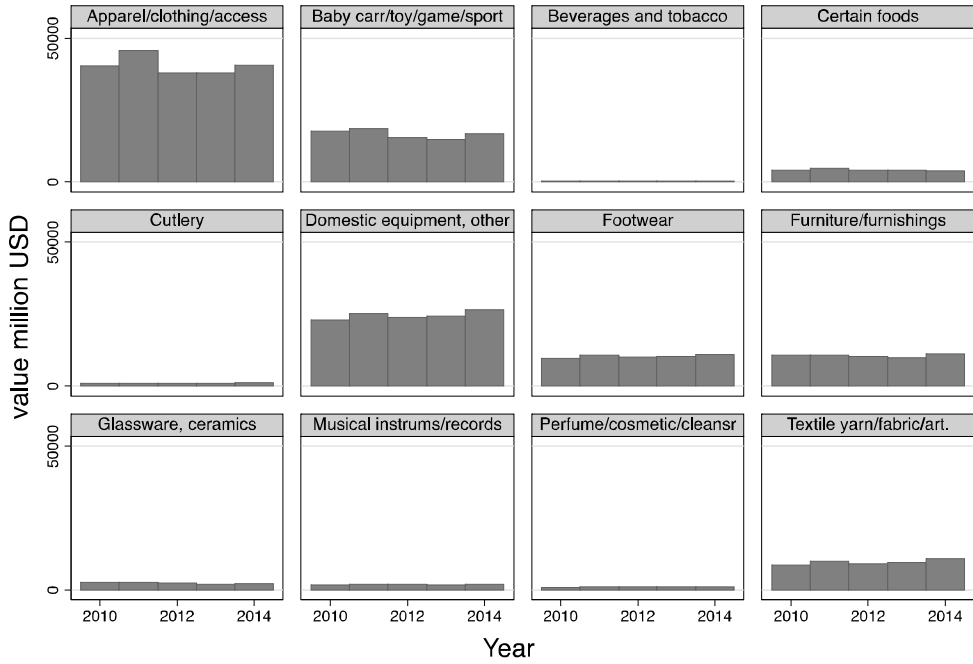 Apparel/clothing/access
Baby carr/toy/game/sport
Beverages and tobacco
Certain foods
50000
0
Cutlery
Domestic equipment, other
Footwear
Furniture/furnishings
50000
0
Glassware, ceramics
Musical instrums/records
Perfume/cosmetic/cleansr
Textile yarn/fabric/art.
50000
0
value million USD
2010 2012 2014
2010 2012 2014
2010 2012 2014
2010 2012 2014
Year